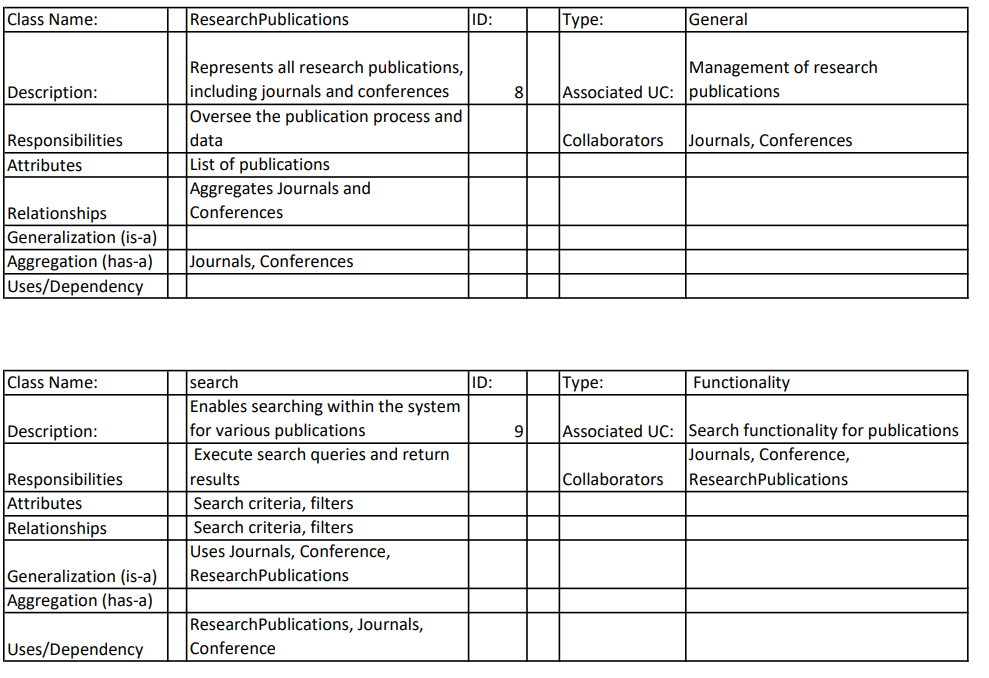 Class Name: ResearchPublications ID: Type: General
Represents all research publications, Management of research
Description: including journals and conferences 8 Associated UC: publications
Oversee the publication process and
Responsibilities data Collaborators Journals, Conferences
Attributes List of publications
Aggregates Journals and
Relationships Conferences
Generalization (is-a)
Aggregation (has-a) Journals, Conferences
Uses/Dependency
Class Name: search ID: Type: Functionality
Enables searching within the system
Description: for various publications 9 Associated UC: Search functionality for publications
Execute search queries and return Journals, Conference,
Responsibilities results Collaborators ResearchPublications
Attributes Search criteria, filters
Relationships Search criteria, filters
Uses Journals, Conference,
Generalization (is-a) ResearchPublications
Aggregation (has-a)
ResearchPublications, Journals,
Uses/Dependency Conference